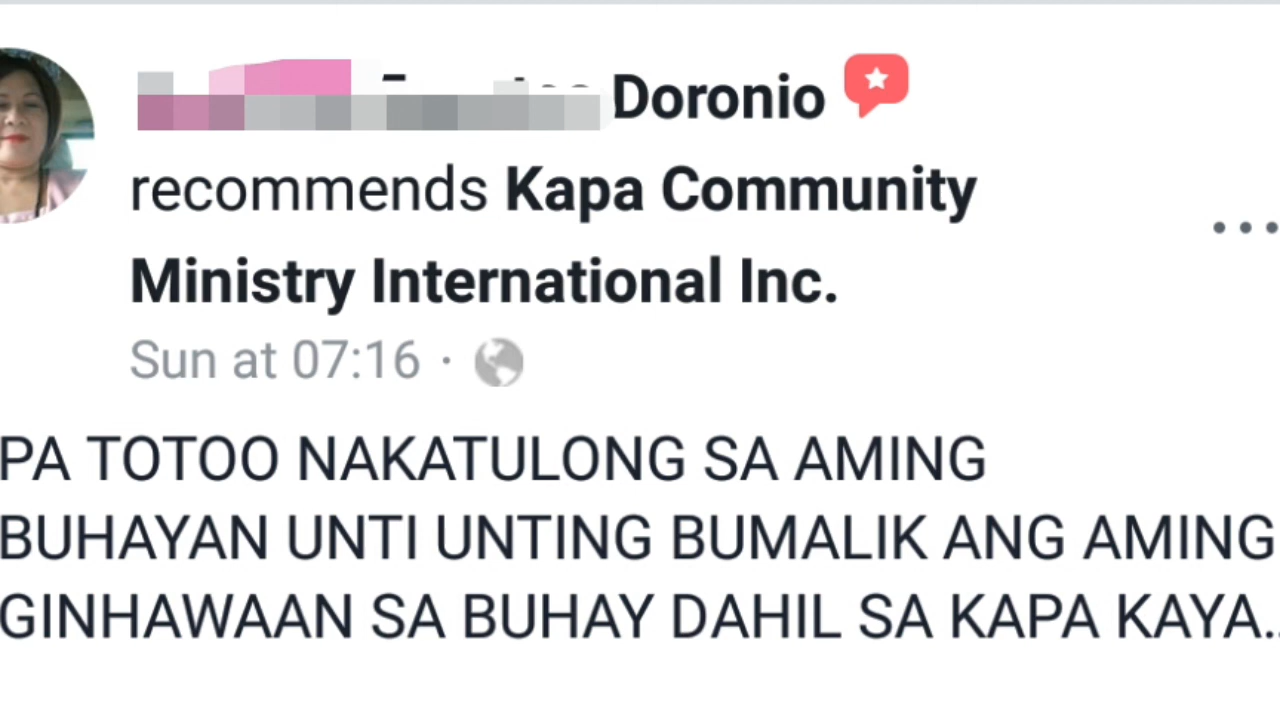 Doronio
recommends Kapa Community
Ministry International Inc.
Sun at 07:16 ·
PA TOTOO NAKATULONG SA AMING
BUHAYAN UNTI UNTING BUMALIK ANG AMING
GINHAWAAN SA BUHAY DAHIL SA KAPA KAYA..